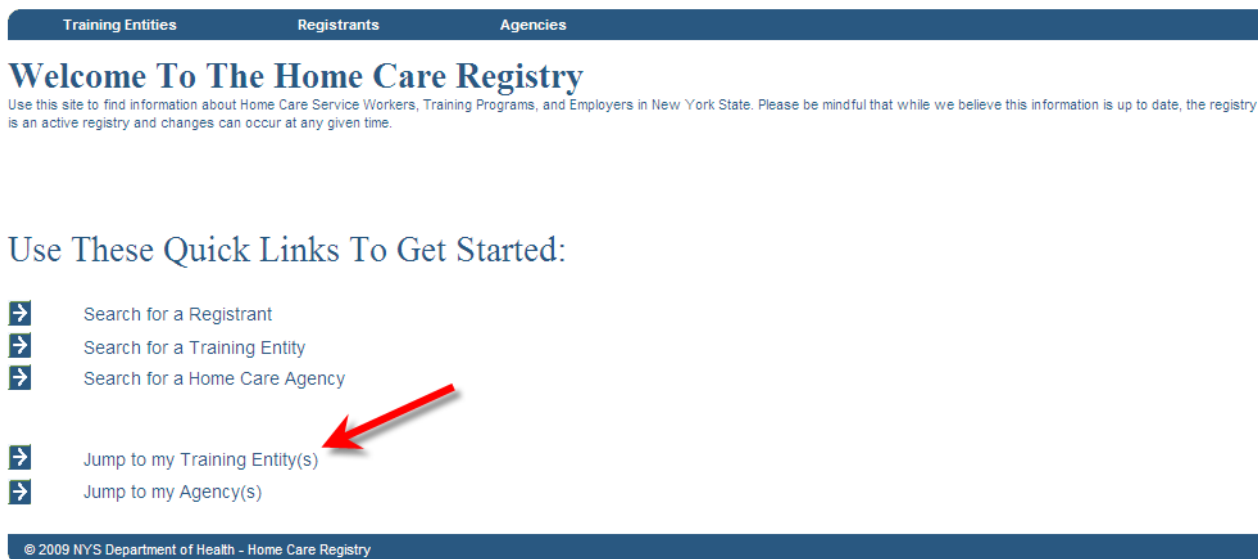 Training Entities Registrants Agencies
Welcome To The Home Care Registry
Use this site to find information about Home Care Service Workers, Training Programs, and Employers in New York State. Please be mindful that while we believe this information is up to date, the registry
is an active registry and changes can occur at any given time.
Use These Quick Links To Get Started:
Search for a Registrant
Search for a Training Entity
Search for a Home Care Agency
Jump to my Training Entity(s)
Jump to my Agency(s)
© 2009 NYS Department of Health - Home Care Registry